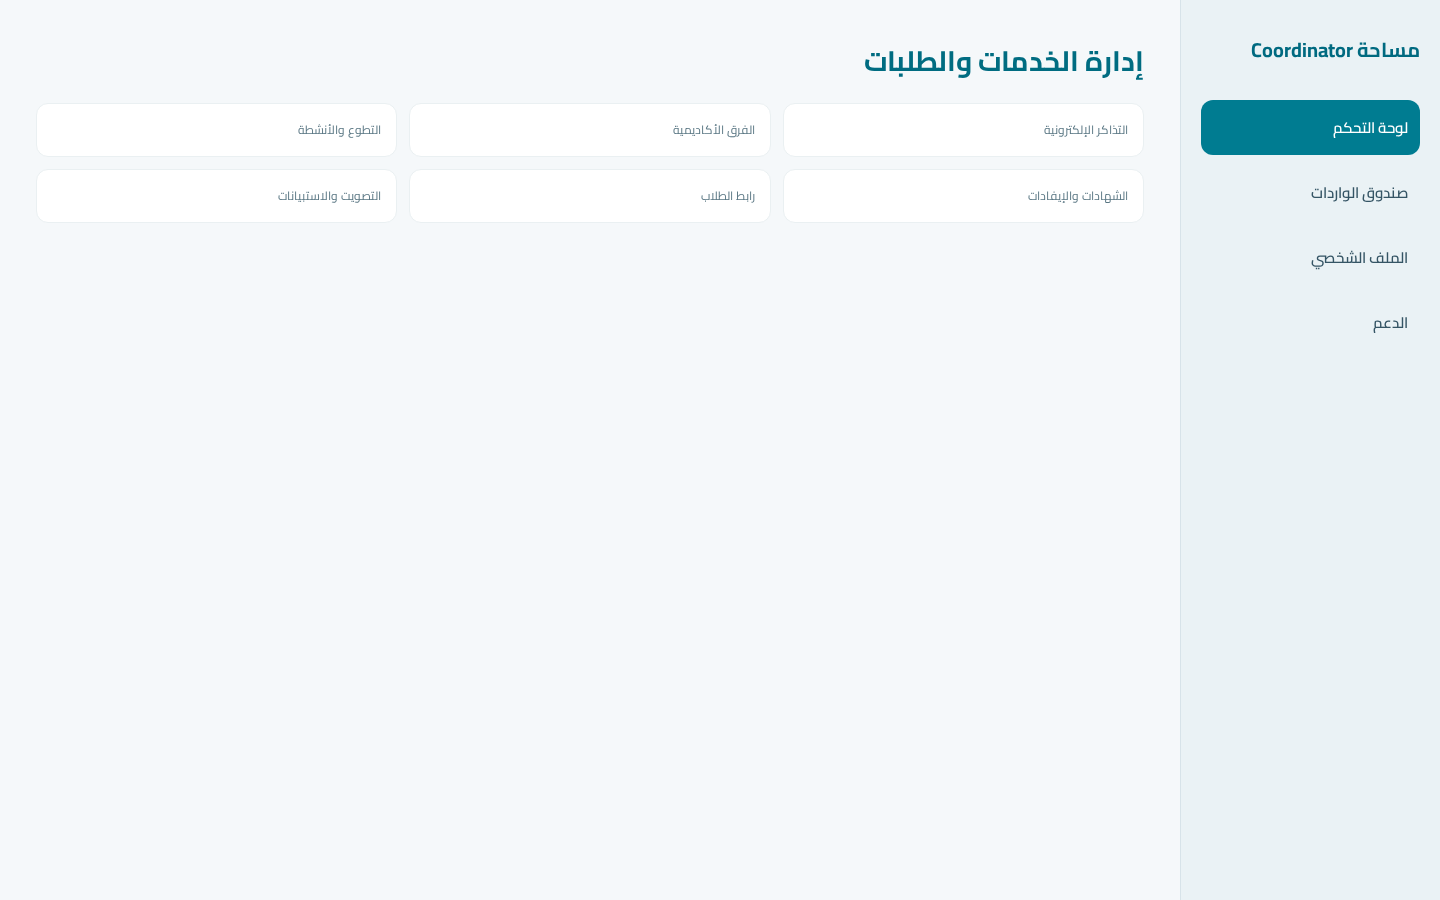 مساحة Coordinator
لوحة التحكم
صندوق الواردات
الملف الشخصي
الدعم
إدارة الخدمات والطلبات
التذاكر الإلكترونية
الفرق الأكاديمية
التطوع والأنشطة
الشهادات والإيفادات
رابط الطلاب
التصويت والاستبيانات